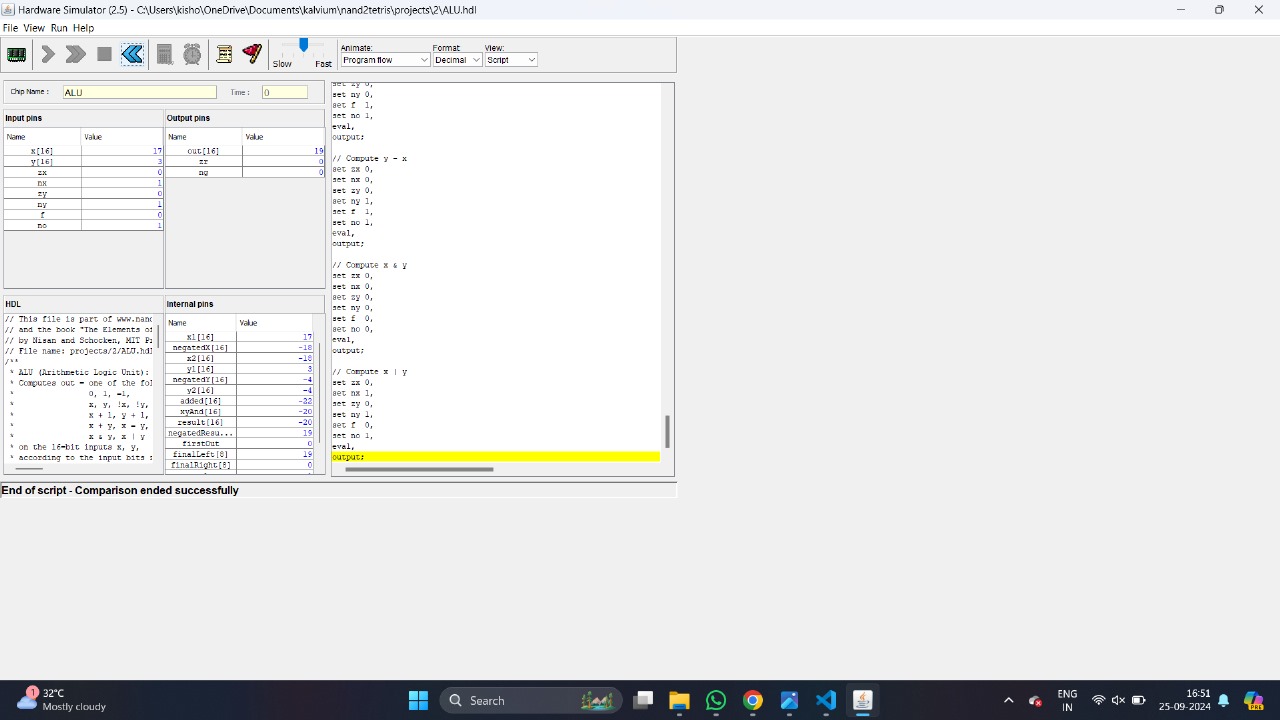 Hardware Simulator (2.5) - C:\Users\kisho\OneDrive\Documents\kalvium\nand2tetris\projects\2\ALU.hdl
File View Run Help
Slow Fast
Animate: Format: View:
Program flow Decimal Script
Chip Name : ALU Time : 0
Input pins
Name Value
x[16] 17
y[16] 3
zx 0
nx 1
zy 0
ny 1
f 0
no 1
Output pins
Name Value
out[16] 19
zr 0
ng 0
HDL
// This file is part of www.nand
// and the book "The Elements of
// by Nisan and Schocken, MIT Pr
// File name: projects/2/ALU.hdl
/**
* ALU (Arithmetic Logic Unit):
* Computes out = one of the fol
* 0, 1, -1,
* x, y, !x, !y,
* x + 1, y + 1,
* x + y, x - y,
* x & y, x | y
* on the 16-bit inputs x, y,
* according to the input bits
Internal pins
Name Value
x1[16] 17
negatedX[16] -18
x2[16] -18
y1[16] 3
negatedY[16] -4
y2[16] -4
added[16] -22
xyAnd[16] -20
result[16] -20
negatedResu... 19
firstOut 0
finalLeft[8] 19
finalRight[8] 0
set zy 0,
set ny 0,
set f 1,
set no 1,
eval,
output;
// Compute y - x
set zx 0,
set nx 0,
set zy 0,
set ny 1,
set f 1,
set no 1,
eval,
output;
// Compute x & y
set zx 0,
set nx 0,
set zy 0,
set ny 0,
set f 0,
set no 0,
eval,
output;
// Compute x | y
set zx 0,
set nx 1,
set zy 0,
set ny 1,
set f 0,
set no 1,
eval,
output;
End of script - Comparison ended successfully
1
32°C
Mostly cloudy
Search
ENG
IN
16:51
25-09-2024
PRE